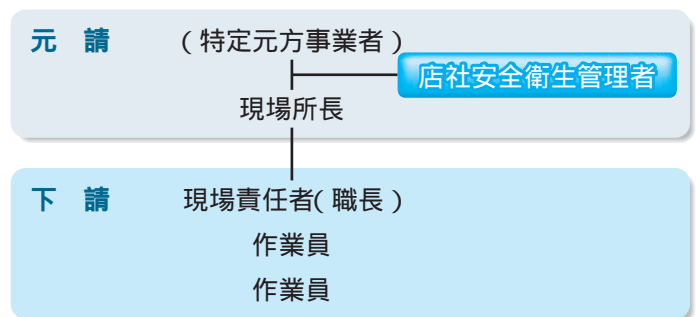 元 請 (特定元方事業者)
店社安全衛生管理者
現場所長
下 請 現場責任者(職長)
作業員
作業員